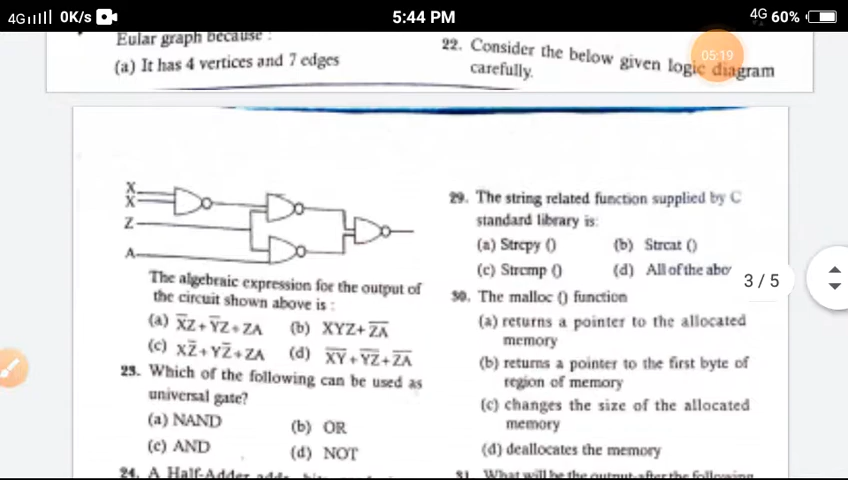 4G 0K/s 5:44 PM 4G 60%
Eular graph because :
(a) It has 4 vertices and 7 edges
22. Consider the below given logic diagram
carefully.
05:19
X
X
Z
A
The algebraic expression for the output of
the circuit shown above is :
(a) X̅Z + Y̅Z + ZA (b) XYZ + Z̅A̅
(c) XZ̅ + YZ̅ + ZA (d) X̅Y̅ + Y̅Z̅ + Z̅A̅
23. Which of the following can be used as
universal gate?
(a) NAND (b) OR
(c) AND (d) NOT
24. A Half-Adder adds
29. The string related function supplied by C
standard library is:
(a) Strcpy () (b) Strcat ()
(c) Strcmp () (d) All of the abo
3 / 5
30. The malloc () function
(a) returns a pointer to the allocated
memory
(b) returns a pointer to the first byte of
region of memory
(c) changes the size of the allocated
memory
(d) deallocates the memory
31. What will be the output after the following